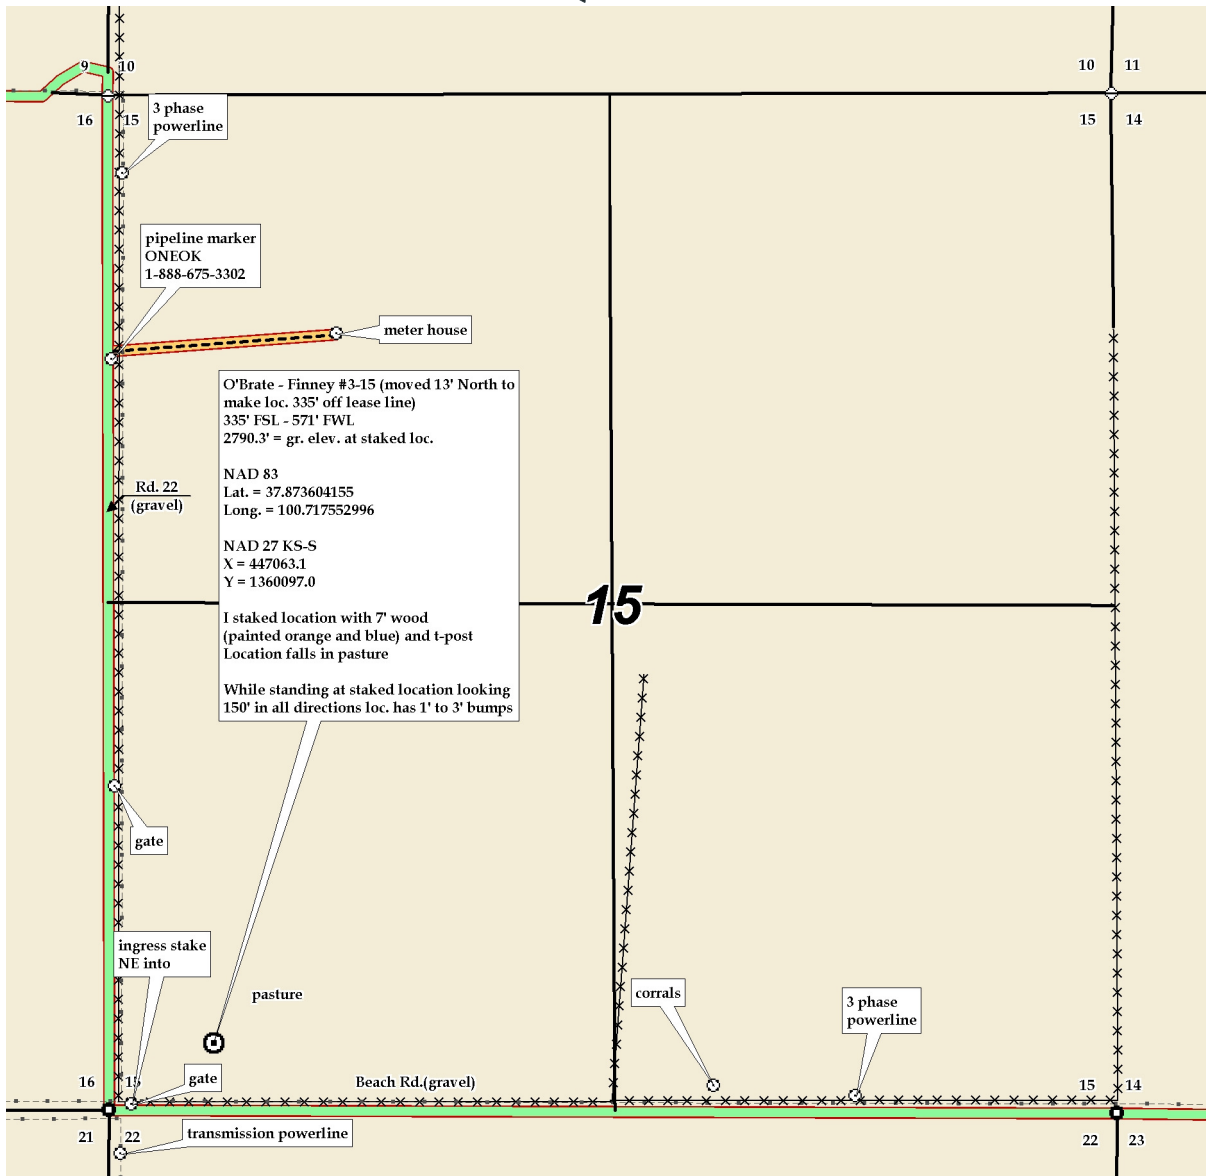 9 10
10 11
16 15
15 14
3 phase
powerline
pipeline marker
ONEOK
1-888-675-3302
meter house
O'Brate - Finney #3-15 (moved 13' North to
make loc. 335' off lease line)
335' FSL - 571' FWL
2790.3' = gr. elev. at staked loc.
NAD 83
Lat. = 37.873604155
Long. = 100.717552996
NAD 27 KS-S
X = 447063.1
Y = 1360097.0
I staked location with 7' wood
(painted orange and blue) and t-post
Location falls in pasture
While standing at staked location looking
150' in all directions loc. has 1' to 3' bumps
Rd. 22
(gravel)
15
gate
ingress stake
NE into
pasture
corrals
3 phase
powerline
gate
Beach Rd.(gravel)
16 15
15 14
21 22
22 23
transmission powerline